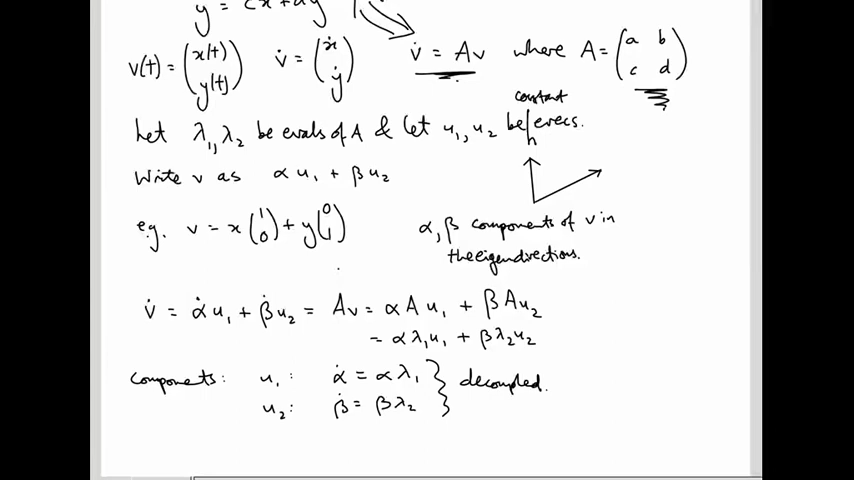 y = cx + dy
v(t) = (x(t) y(t)) v̇ = (ẋ ẏ) v̇ = Av where A = (a b c d)
constant
Let λ₁, λ₂ be evals of A & let u₁, u₂ be evecs.
Write v as αu₁ + βu₂
e.g. v = x(1 0) + y(0 1)
α, β components of v in
the eigendirections.
v̇ = α̇u₁ + β̇u₂ = Av = αAu₁ + βAu₂
= αλ₁u₁ + βλ₂u₂
components: u₁: α̇ = αλ₁ } decoupled.
u₂: β̇ = βλ₂